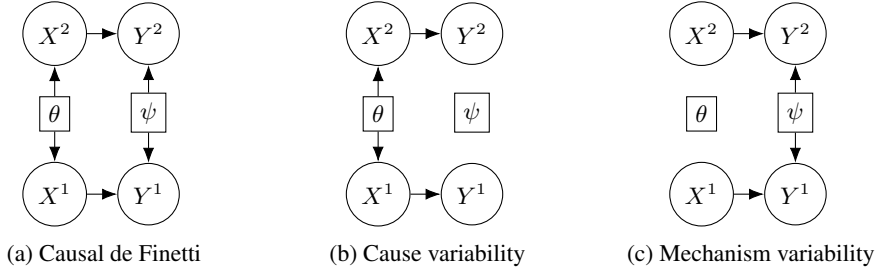 X² Y² X² Y² X² Y²
θ ψ θ ψ θ ψ
X¹ Y¹ X¹ Y¹ X¹ Y¹
(a) Causal de Finetti (b) Cause variability (c) Mechanism variability